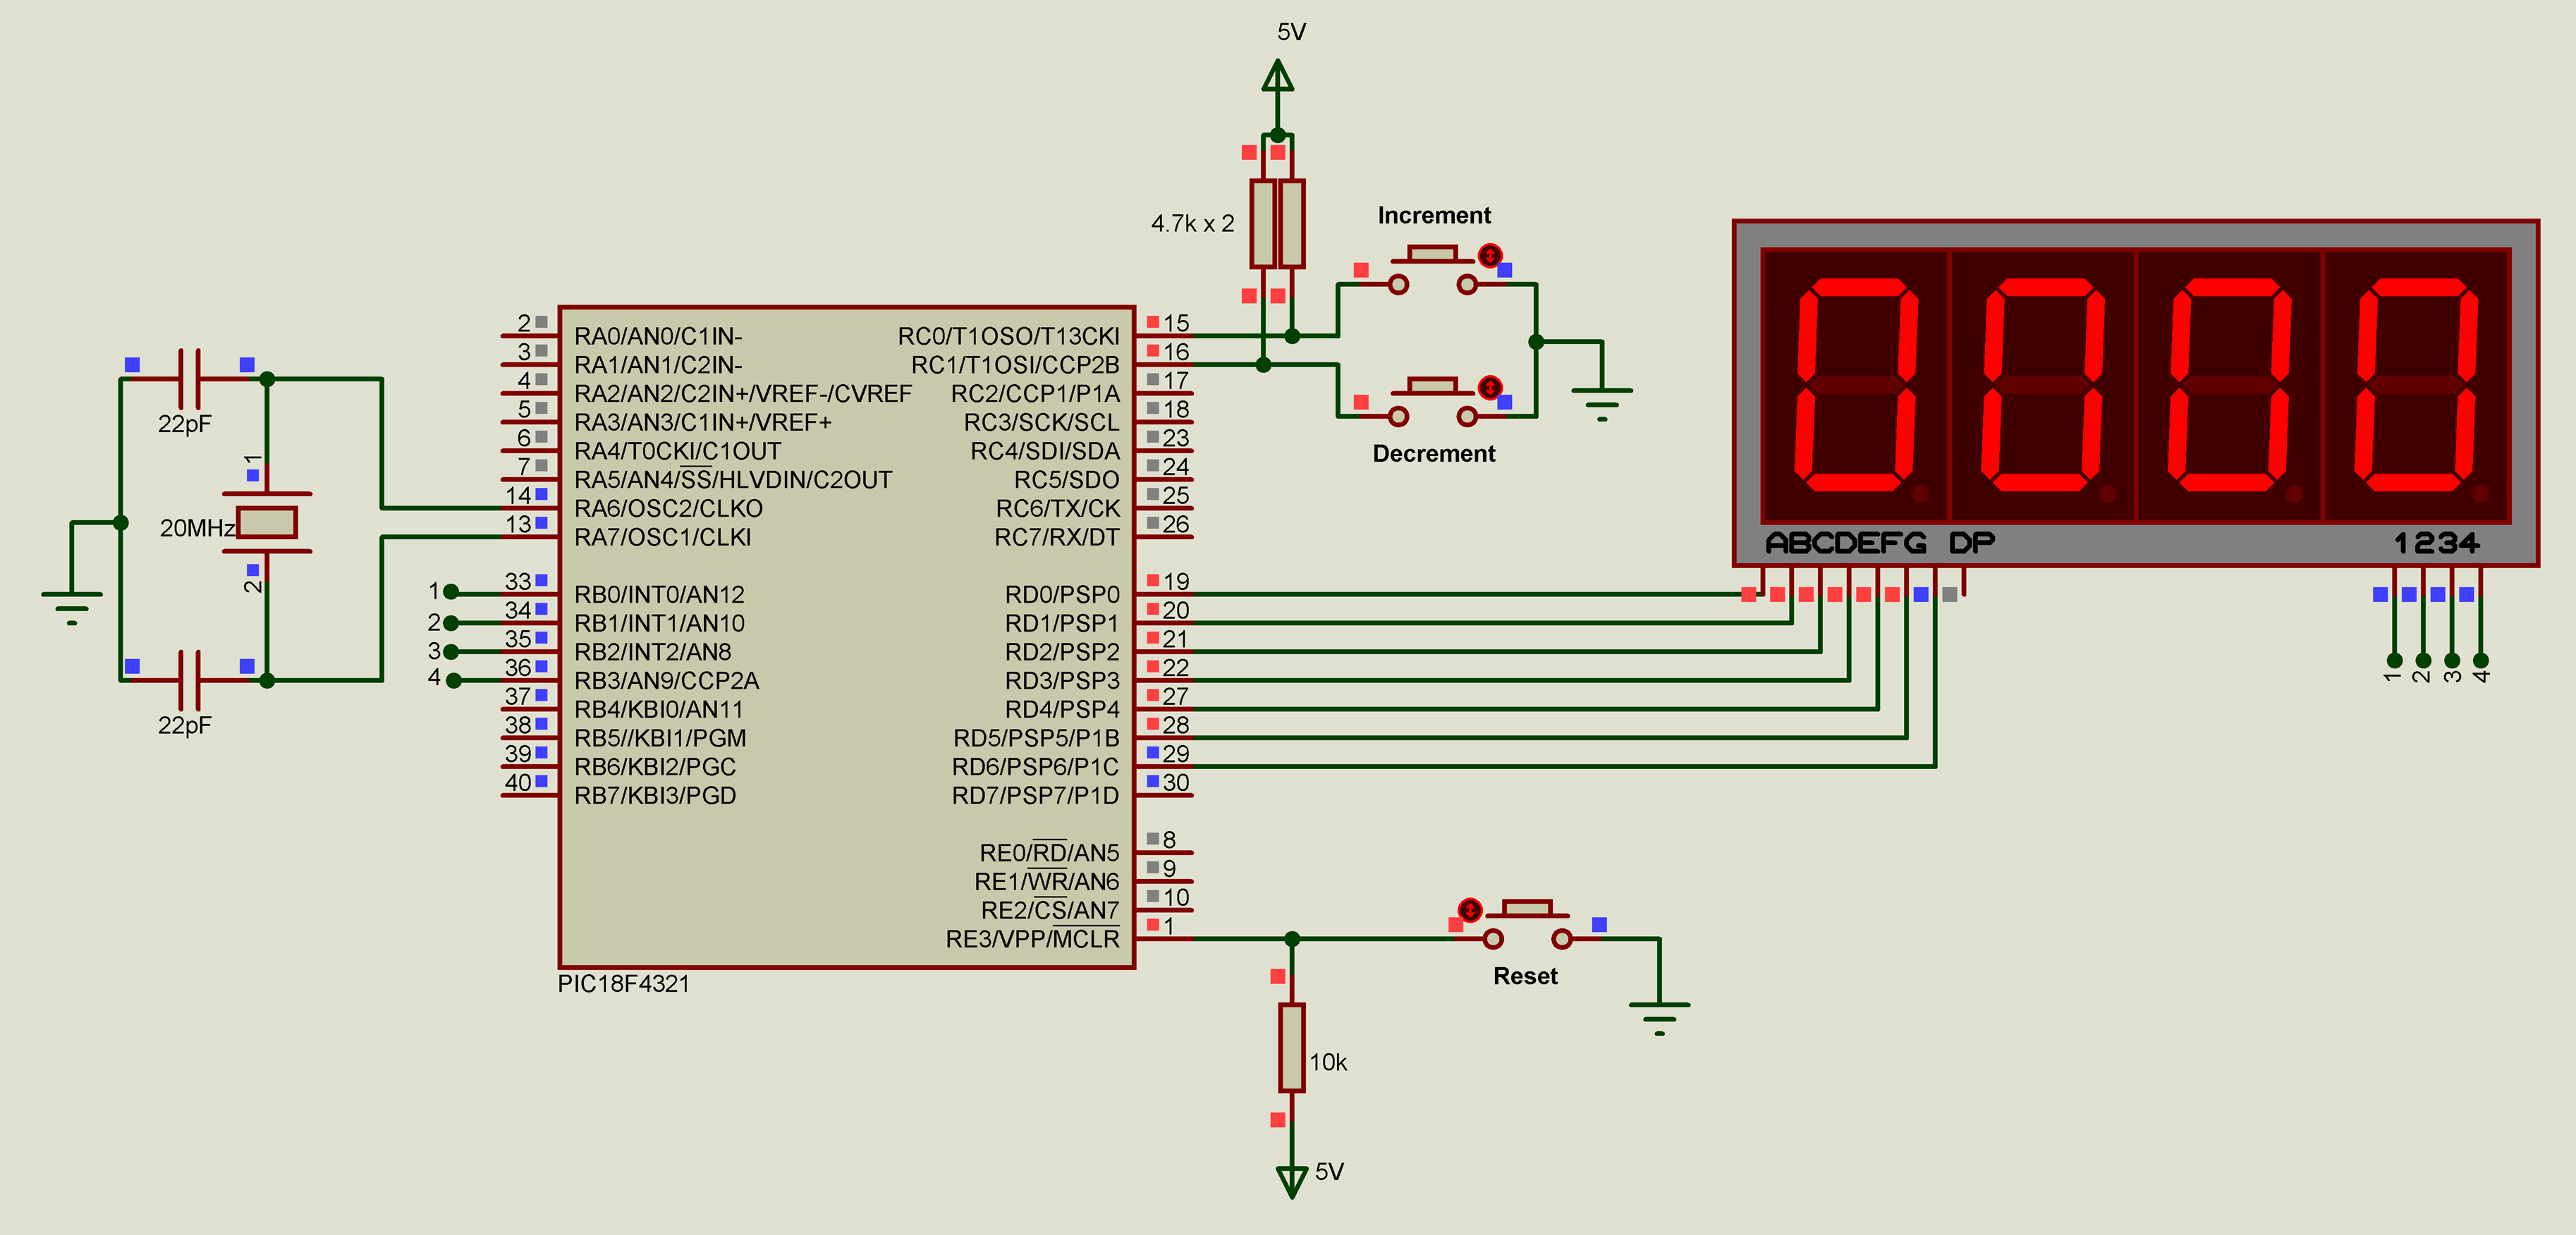 5V
4.7k x 2
Increment
Decrement
22pF
1
20MHz
2
22pF
2 RA0/AN0/C1IN-
3 RA1/AN1/C2IN-
4 RA2/AN2/C2IN+/VREF-/CVREF
5 RA3/AN3/C1IN+/VREF+
6 RA4/T0CKI/C1OUT
7 RA5/AN4/SS/HLVDIN/C2OUT
14 RA6/OSC2/CLKO
13 RA7/OSC1/CLKI
1 33 RB0/INT0/AN12
2 34 RB1/INT1/AN10
3 35 RB2/INT2/AN8
4 36 RB3/AN9/CCP2A
37 RB4/KBI0/AN11
38 RB5//KBI1/PGM
39 RB6/KBI2/PGC
40 RB7/KBI3/PGD
RC0/T1OSO/T13CKI 15
RC1/T1OSI/CCP2B 16
RC2/CCP1/P1A 17
RC3/SCK/SCL 18
RC4/SDI/SDA 23
RC5/SDO 24
RC6/TX/CK 25
RC7/RX/DT 26
RD0/PSP0 19
RD1/PSP1 20
RD2/PSP2 21
RD3/PSP3 22
RD4/PSP4 27
RD5/PSP5/P1B 28
RD6/PSP6/P1C 29
RD7/PSP7/P1D 30
RE0/RD/AN5 8
RE1/WR/AN6 9
RE2/CS/AN7 10
RE3/VPP/MCLR 1
PIC18F4321
0000
ABCDEFG DP
1234
1 2 3 4
Reset
10k
5V